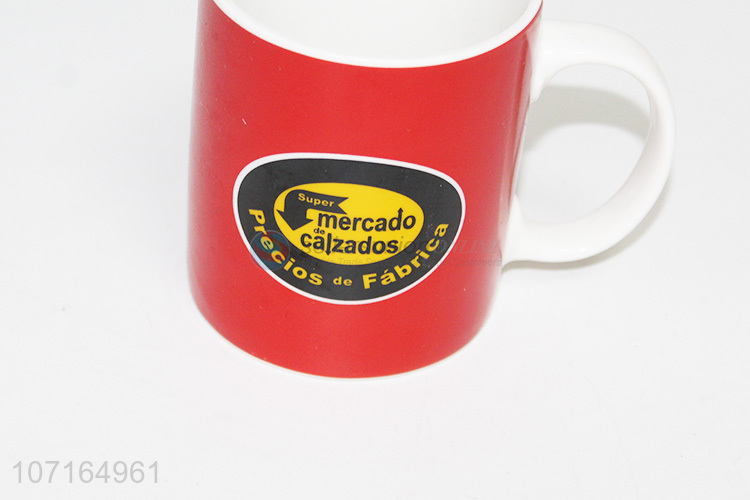 Super
mercado
de
calzados
Precios de Fábrica
107164961